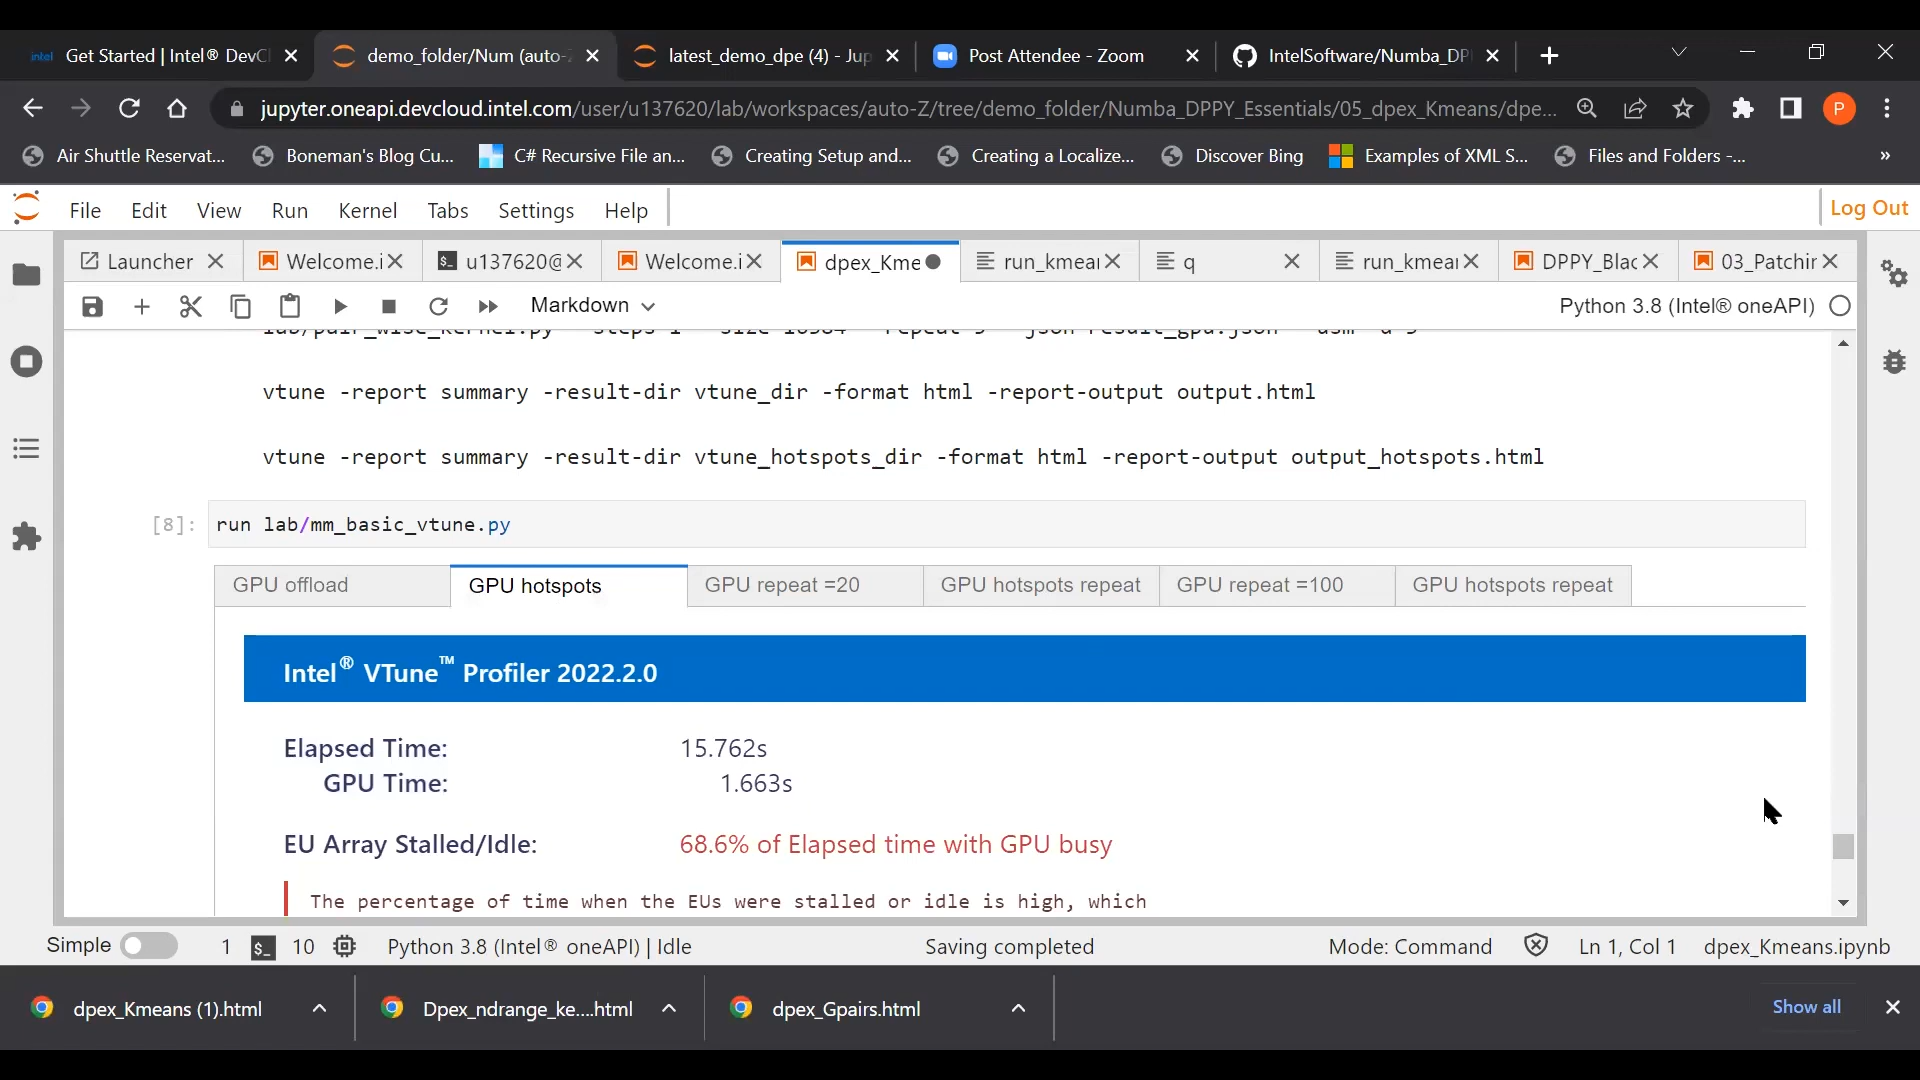 intel Get Started | Intel® DevCl
demo_folder/Num (auto-Z
latest_demo_dpe (4) - Jup
Post Attendee - Zoom
IntelSoftware/Numba_DP
jupyter.oneapi.devcloud.intel.com/user/u137620/lab/workspaces/auto-Z/tree/demo_folder/Numba_DPPY_Essentials/05_dpex_Kmeans/dpe...
P
Air Shuttle Reservat...
Boneman's Blog Cu...
C# Recursive File an...
Creating Setup and...
Creating a Localize...
Discover Bing
Examples of XML S...
Files and Folders -...
»
File Edit View Run Kernel Tabs Settings Help
Log Out
Launcher
Welcome.i
u137620@
Welcome.i
dpex_Kme
run_kmear
q
run_kmear
DPPY_Blac
03_Patchir
Markdown
Python 3.8 (Intel® oneAPI)
vtune -report summary -result-dir vtune_dir -format html -report-output output.html
vtune -report summary -result-dir vtune_hotspots_dir -format html -report-output output_hotspots.html
[8]: run lab/mm_basic_vtune.py
GPU offload
GPU hotspots
GPU repeat =20
GPU hotspots repeat
GPU repeat =100
GPU hotspots repeat
Intel® VTune™ Profiler 2022.2.0
Elapsed Time: 15.762s
GPU Time: 1.663s
EU Array Stalled/Idle: 68.6% of Elapsed time with GPU busy
The percentage of time when the EUs were stalled or idle is high, which
Simple 1 $_ 10 Python 3.8 (Intel® oneAPI) | Idle Saving completed Mode: Command Ln 1, Col 1 dpex_Kmeans.ipynb
dpex_Kmeans (1).html
Dpex_ndrange_ke....html
dpex_Gpairs.html
Show all